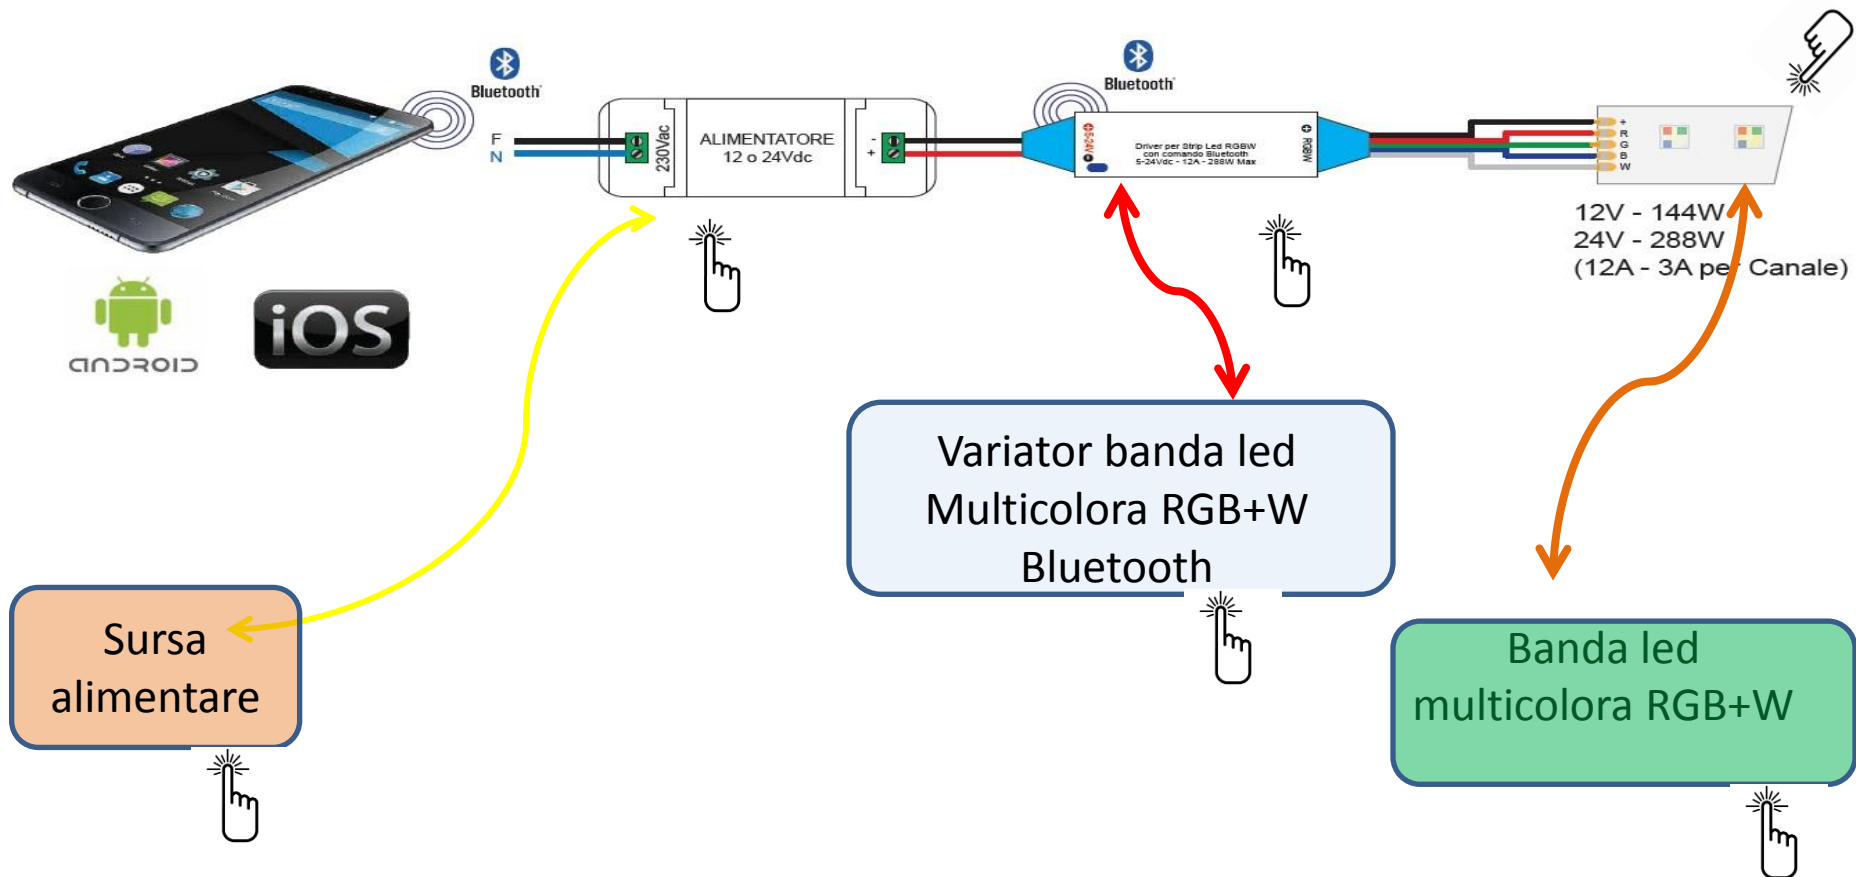 Bluetooth
Bluetooth
F
N
230Vac
ALIMENTATORE
12 o 24Vdc
-
+
5-24V
Driver per Strip Led RGBW
con comando Bluetooth
5-24Vdc - 12A - 288W Max
RGBW
+
R
G
B
W
12V - 144W
24V - 288W
(12A - 3A per Canale)
ANDROID
iOS
Variator banda led
Multicolora RGB+W
Bluetooth
Sursa
alimentare
Banda led
multicolora RGB+W